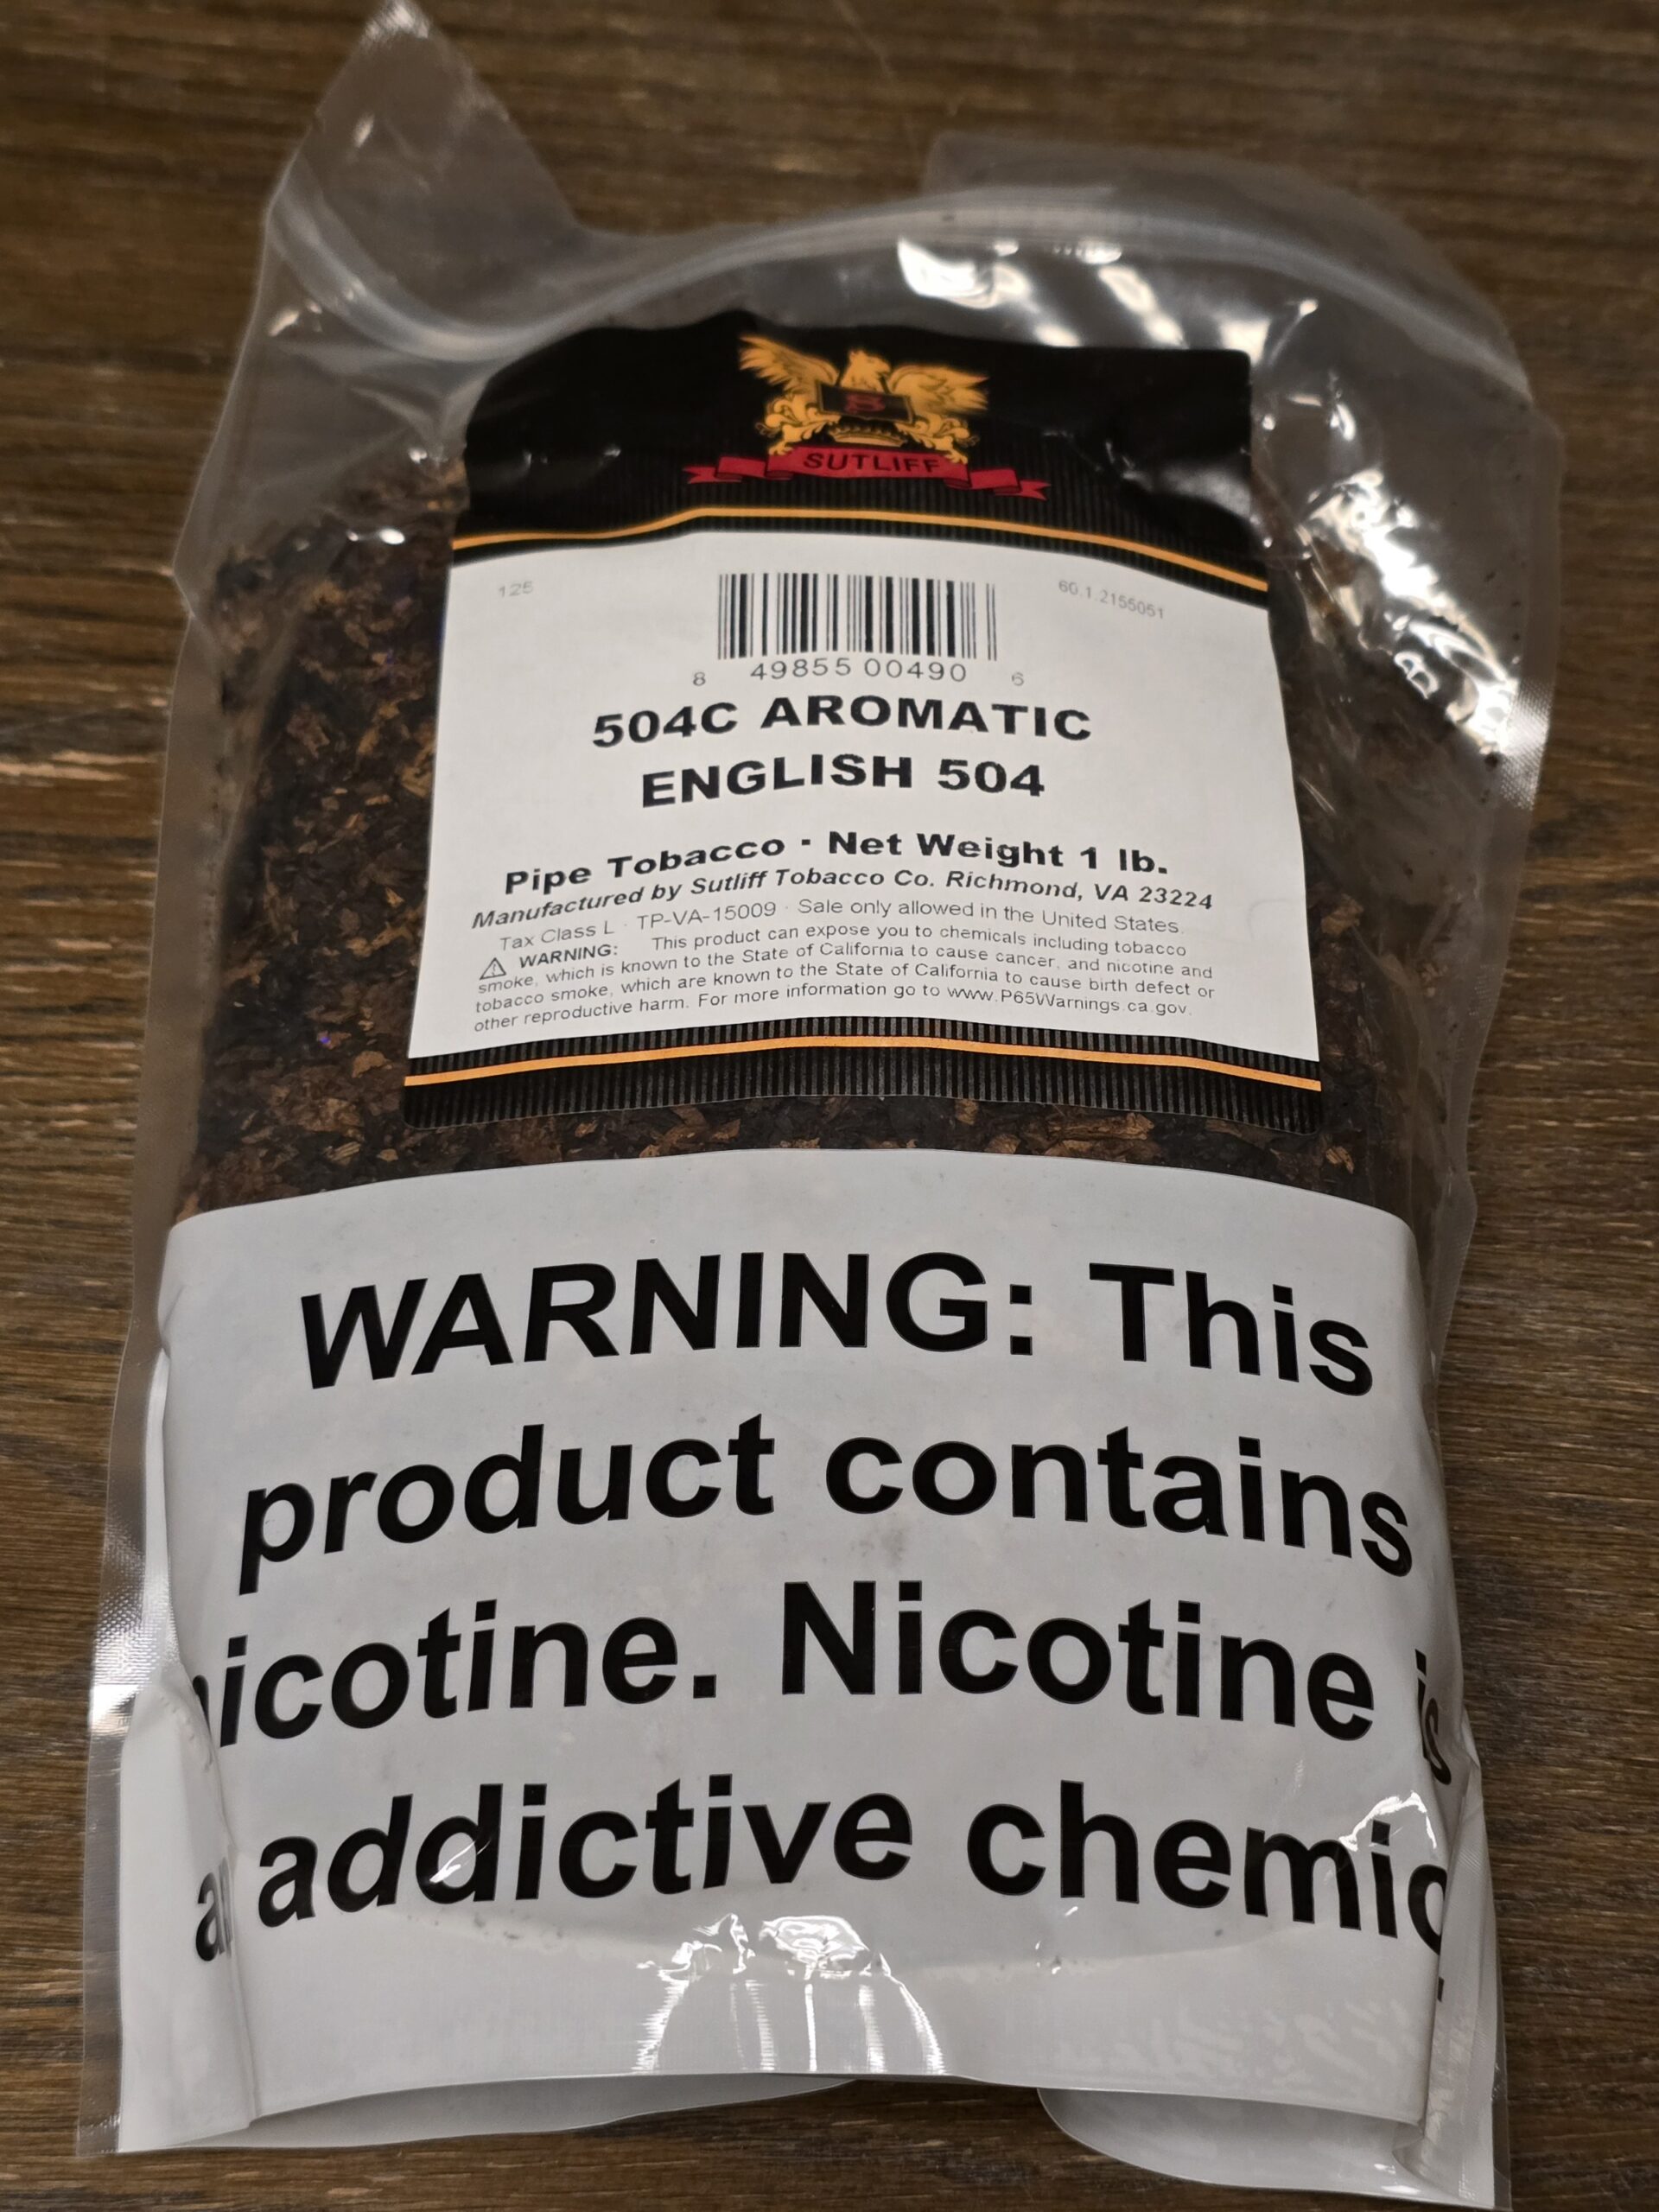 S
SUTLIFF
125
60.1.2155051
8 49855 00490 6
504C AROMATIC
ENGLISH 504
Pipe Tobacco · Net Weight 1 lb.
Manufactured by Sutliff Tobacco Co. Richmond, VA 23224
Tax Class L · TP-VA-15009 · Sale only allowed in the United States.
⚠ WARNING: This product can expose you to chemicals including tobacco
smoke, which is known to the State of California to cause cancer, and nicotine and
tobacco smoke, which are known to the State of California to cause birth defect or
other reproductive harm. For more information go to www.P65Warnings.ca.gov.
WARNING: This
product contains
nicotine. Nicotine is
an addictive chemic